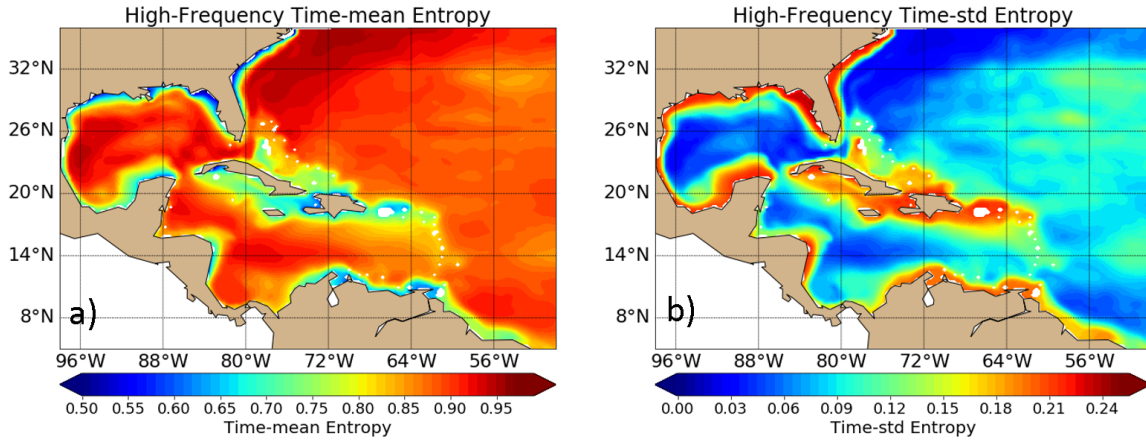 High-Frequency Time-mean Entropy
32°N
26°N
20°N
14°N
8°N
a)
96°W 88°W 80°W 72°W 64°W 56°W
0.50 0.55 0.60 0.65 0.70 0.75 0.80 0.85 0.90 0.95
Time-mean Entropy
High-Frequency Time-std Entropy
32°N
26°N
20°N
14°N
8°N
b)
96°W 88°W 80°W 72°W 64°W 56°W
0.00 0.03 0.06 0.09 0.12 0.15 0.18 0.21 0.24
Time-std Entropy